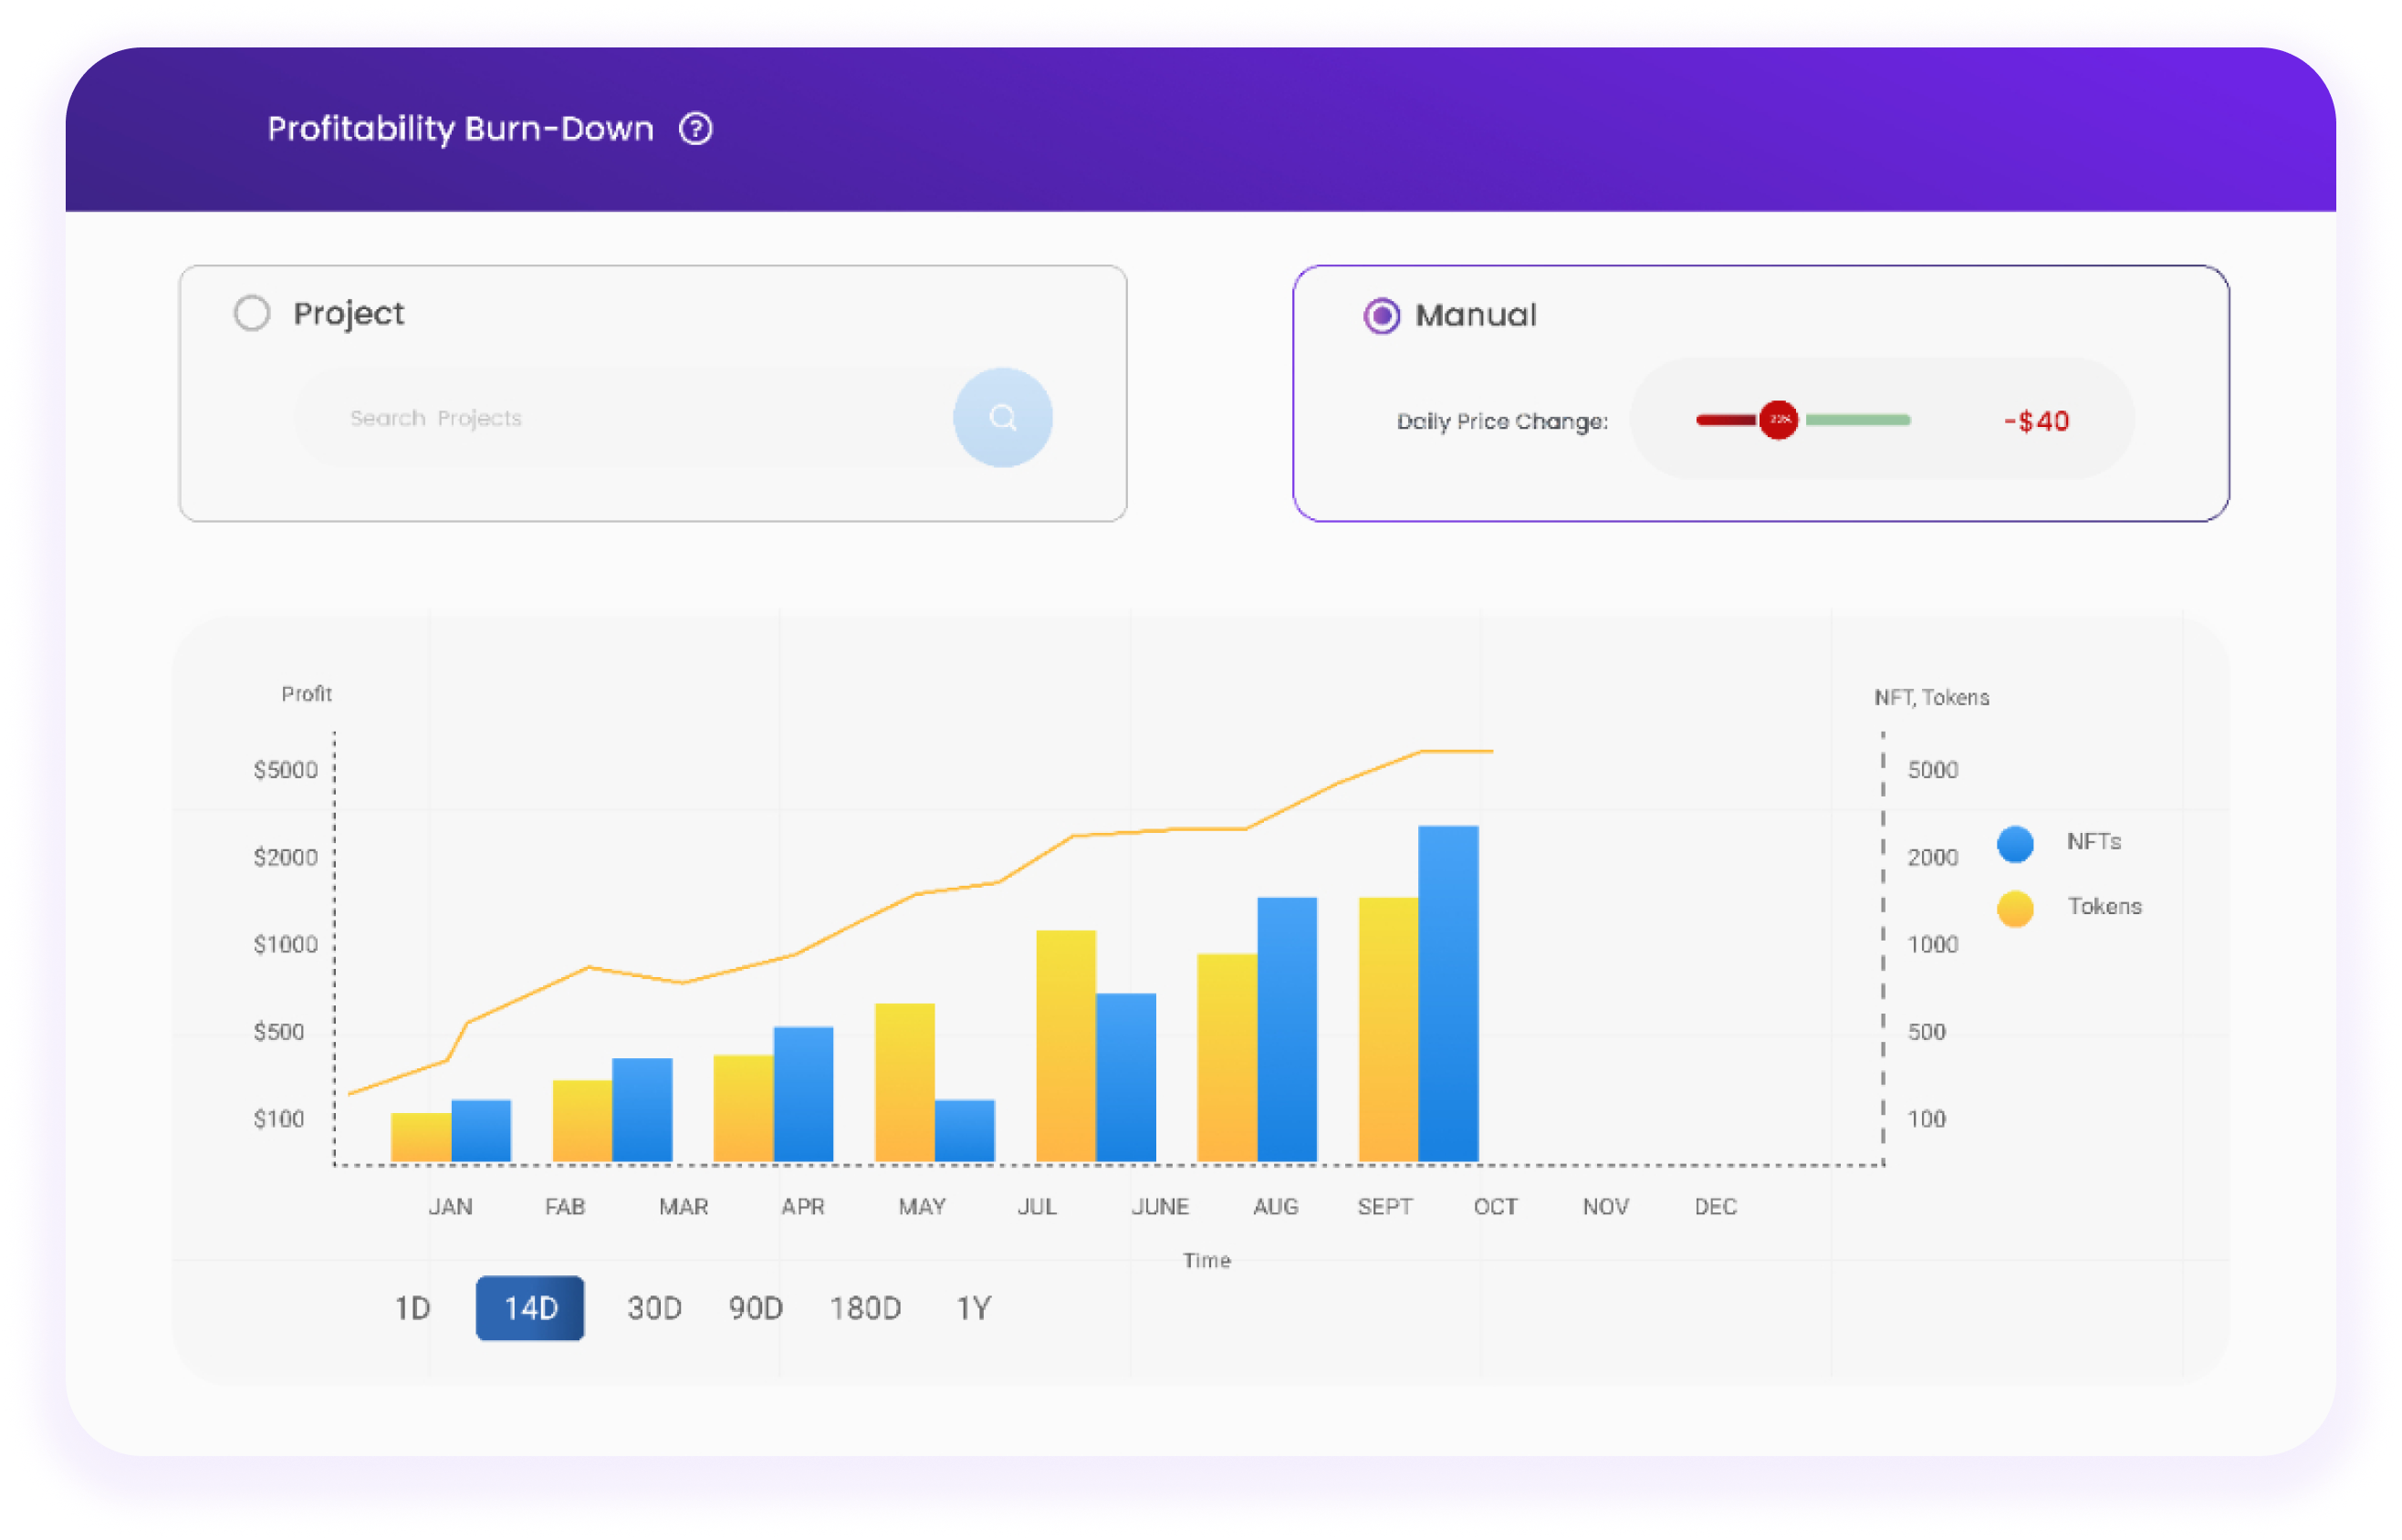 Profitability Burn-Down ?
Project
Search Projects
Manual
Daily Price Change:
-$40
Profit
$5000
$2000
$1000
$500
$100
NFT, Tokens
5000
2000
1000
500
100
NFTs
Tokens
JAN FAB MAR APR MAY JUL JUNE AUG SEPT OCT NOV DEC
Time
1D 14D 30D 90D 180D 1Y